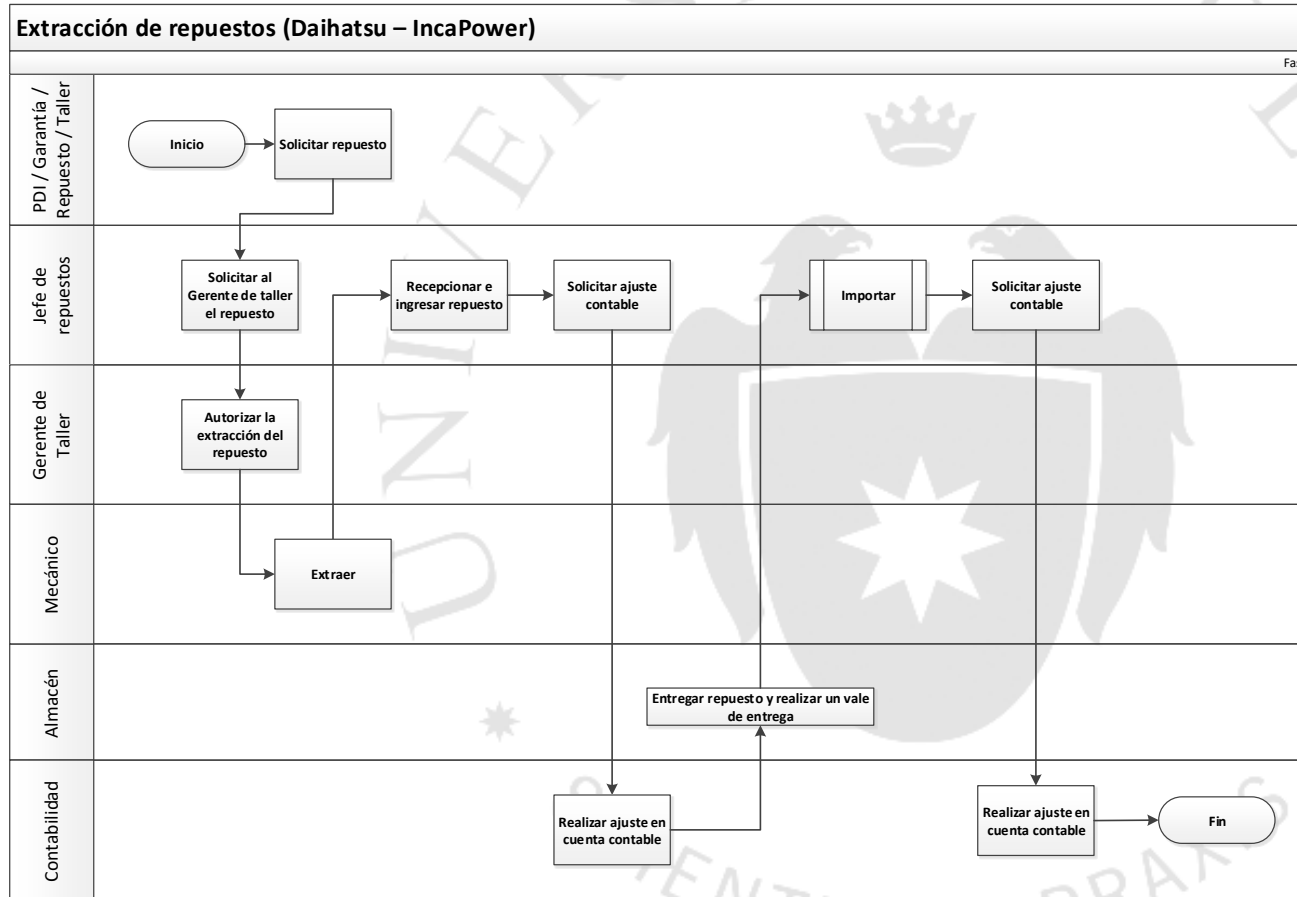 Extracción de repuestos (Daihatsu – IncaPower)
Fas
PDI / Garantía /
Repuesto / Taller
Inicio
Solicitar repuesto
Jefe de
repuestos
Solicitar al
Gerente de taller
el repuesto
Recepcionar e
ingresar repuesto
Solicitar ajuste
contable
Importar
Solicitar ajuste
contable
Gerente de
Taller
Autorizar la
extracción del
repuesto
Mecánico
Extraer
Almacén
Entregar repuesto y realizar un vale
de entrega
Contabilidad
Realizar ajuste en
cuenta contable
Realizar ajuste en
cuenta contable
Fin
UNIVER
PRAXIS